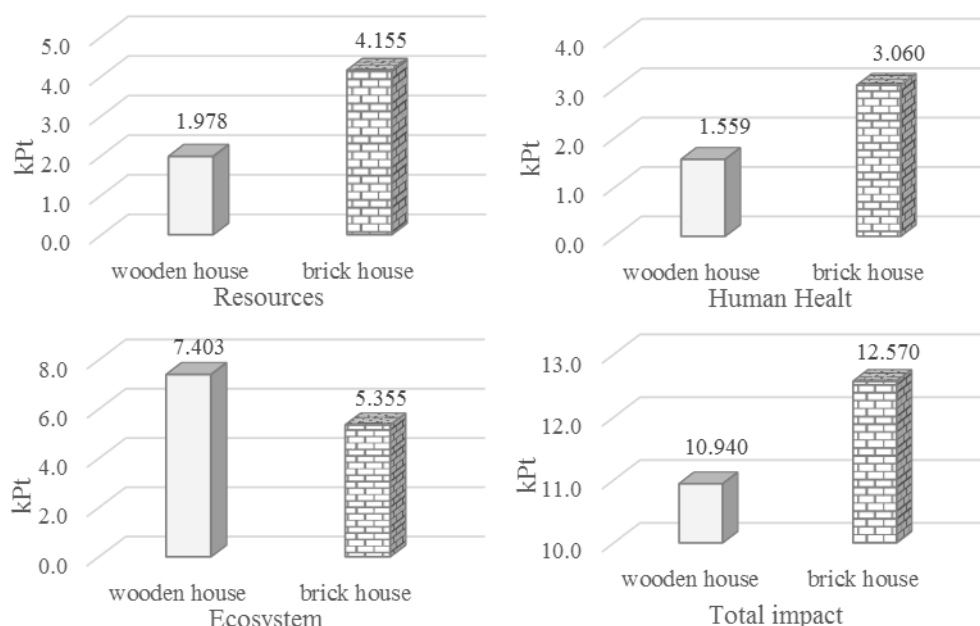 5.0
4.0
3.0
2.0
1.0
0.0
kPt
1.978
4.155
wooden house brick house
Resources
4.0
3.0
2.0
1.0
0.0
kPt
1.559
3.060
wooden house brick house
Human Healt
8.0
6.0
4.0
2.0
0.0
kPt
7.403
5.355
wooden house brick house
Ecosystem
13.0
12.0
11.0
10.0
kPt
10.940
12.570
wooden house brick house
Total impact